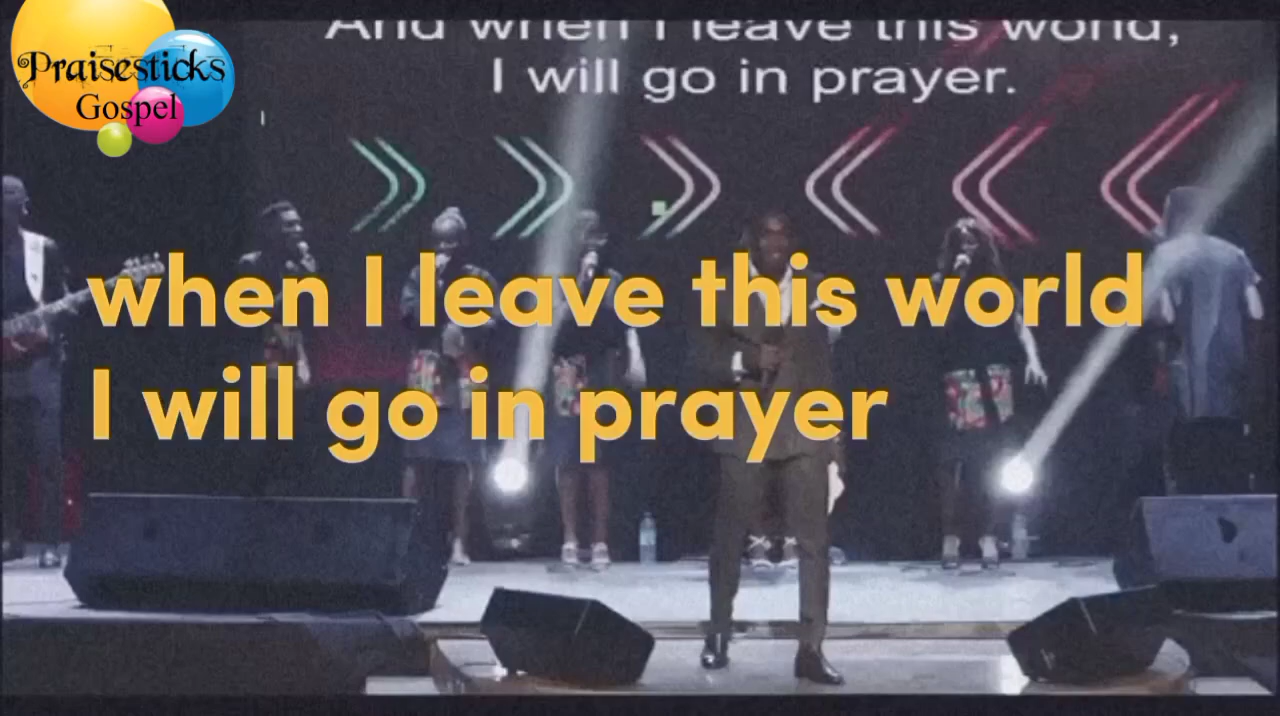 Praisesticks
Gospel
And when I leave this world,
I will go in prayer.
when I leave this world
I will go in prayer